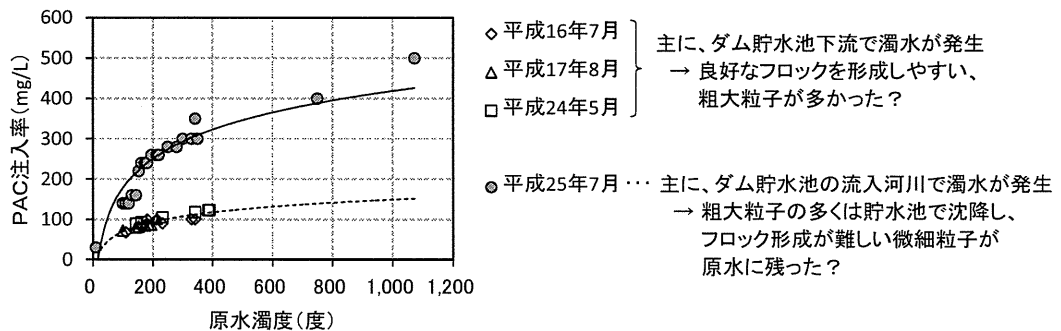 600
500
400
300
200
100
0
PAC注入率(mg/L)
0 200 400 600 800 1,000 1,200
原水濁度(度)
平成16年7月
平成17年8月
平成24年5月
主に、ダム貯水池下流で濁水が発生
→ 良好なフロックを形成しやすい、
粗大粒子が多かった?
平成25年7月 ・・・ 主に、ダム貯水池の流入河川で濁水が発生
→ 粗大粒子の多くは貯水池で沈降し、
フロック形成が難しい微細粒子が
原水に残った?